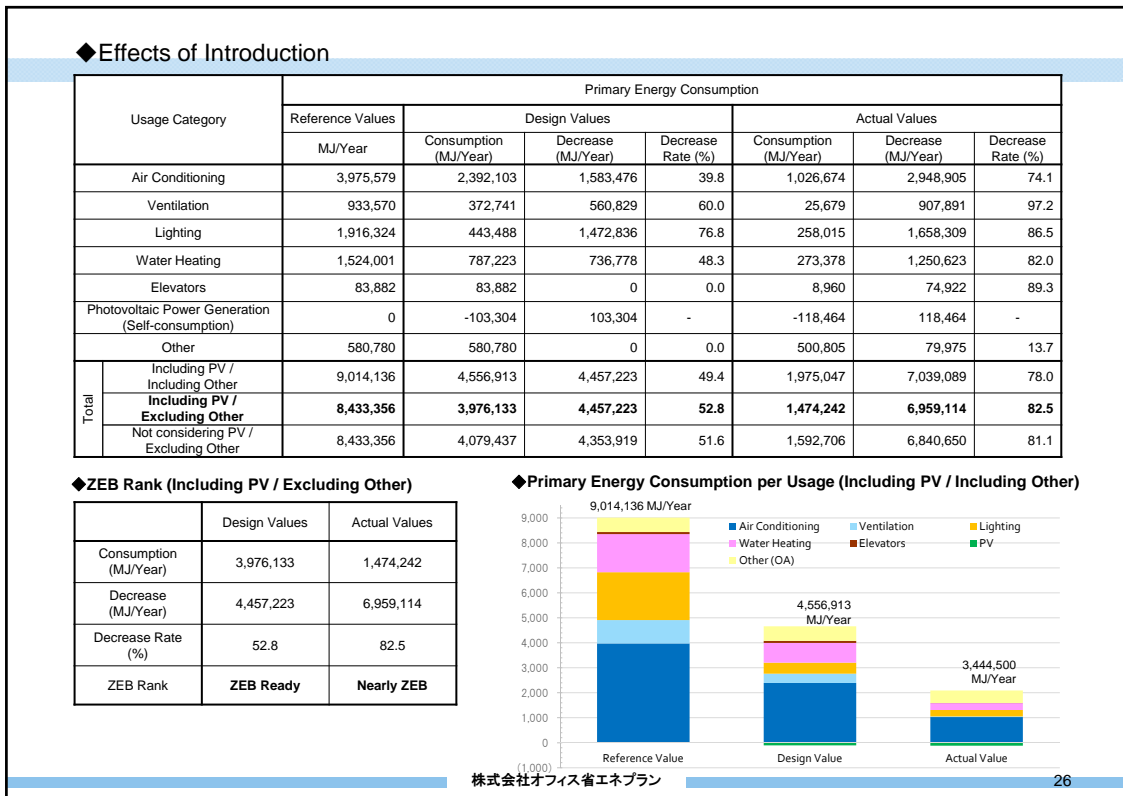 ◆Effects of Introduction
Usage Category
Primary Energy Consumption
Reference Values Design Values Actual Values
MJ/Year Consumption (MJ/Year) Decrease (MJ/Year) Decrease Rate (%) Consumption (MJ/Year) Decrease (MJ/Year) Decrease Rate (%)
Air Conditioning 3,975,579 2,392,103 1,583,476 39.8 1,026,674 2,948,905 74.1
Ventilation 933,570 372,741 560,829 60.0 25,679 907,891 97.2
Lighting 1,916,324 443,488 1,472,836 76.8 258,015 1,658,309 86.5
Water Heating 1,524,001 787,223 736,778 48.3 273,378 1,250,623 82.0
Elevators 83,882 83,882 0 0.0 8,960 74,922 89.3
Photovoltaic Power Generation (Self-consumption) 0 -103,304 103,304 - -118,464 118,464 -
Other 580,780 580,780 0 0.0 500,805 79,975 13.7
Total
Including PV / Including Other 9,014,136 4,556,913 4,457,223 49.4 1,975,047 7,039,089 78.0
Including PV / Excluding Other 8,433,356 3,976,133 4,457,223 52.8 1,474,242 6,959,114 82.5
Not considering PV / Excluding Other 8,433,356 4,079,437 4,353,919 51.6 1,592,706 6,840,650 81.1
◆ZEB Rank (Including PV / Excluding Other)
Design Values Actual Values
Consumption (MJ/Year) 3,976,133 1,474,242
Decrease (MJ/Year) 4,457,223 6,959,114
Decrease Rate (%) 52.8 82.5
ZEB Rank ZEB Ready Nearly ZEB
◆Primary Energy Consumption per Usage (Including PV / Including Other)
9,014,136 MJ/Year
Air Conditioning Ventilation Lighting
Water Heating Elevators PV
Other (OA)
4,556,913
MJ/Year
3,444,500
MJ/Year
9,000
8,000
7,000
6,000
5,000
4,000
3,000
2,000
1,000
0
(1,000)
Reference Value Design Value Actual Value
株式会社オフィス省エネプラン
26